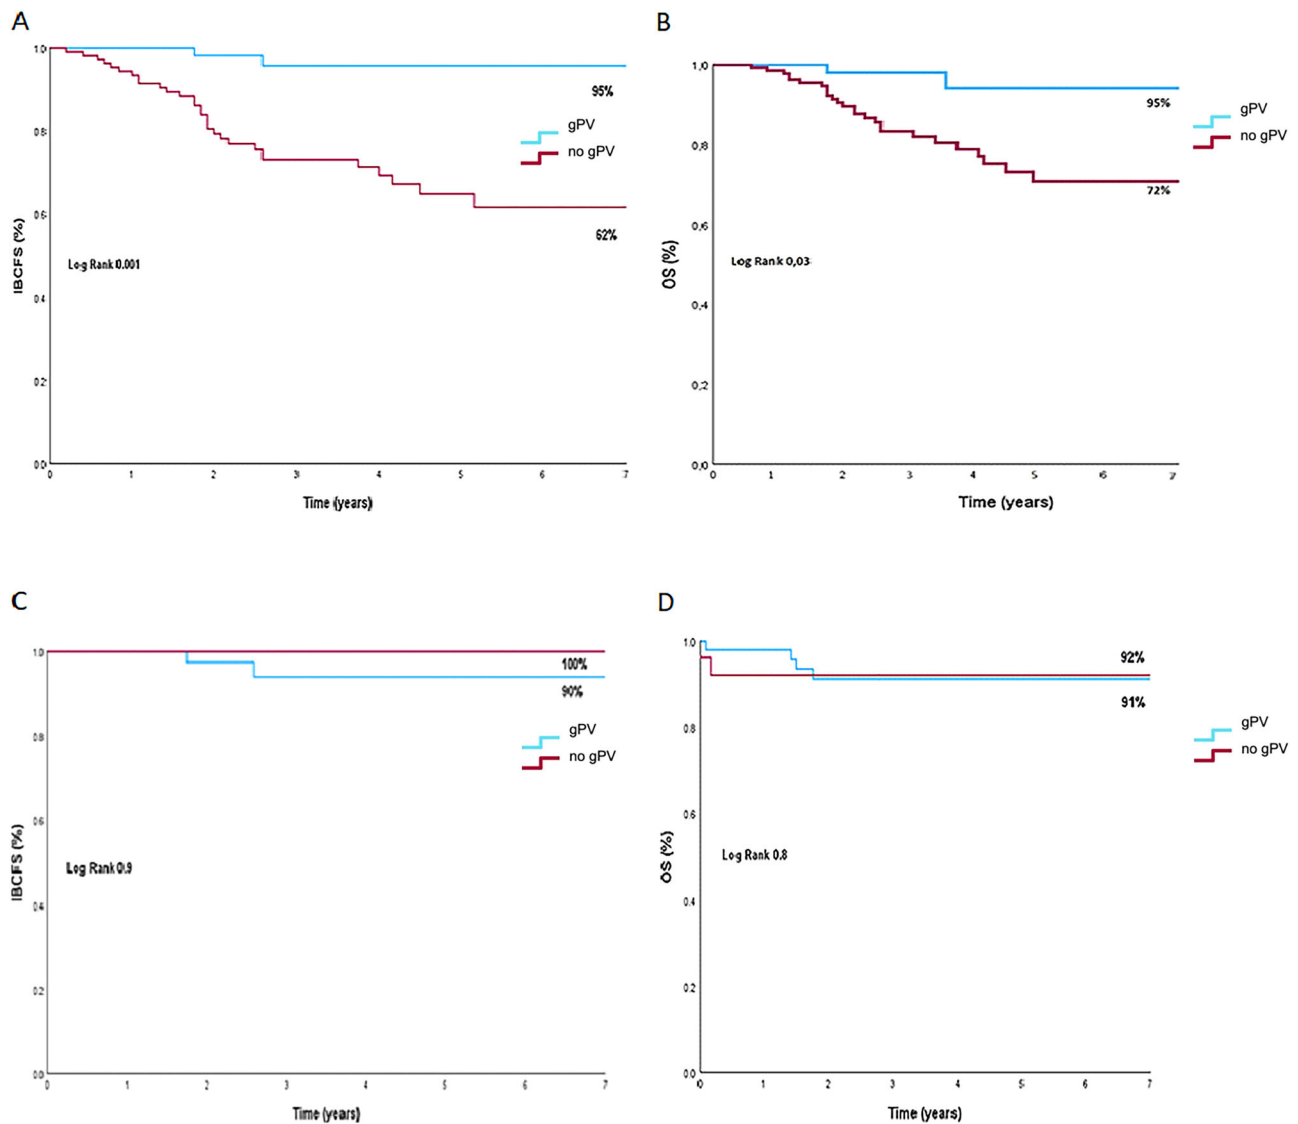 A
1.0
0.8
0.6
0.4
0.2
0.0
IBCFS (%)
95%
gPV
no gPV
62%
Log Rank 0.001
0 1 2 3 4 5 6 7
Time (years)
B
1,0
0,8
0,6
0,4
0,2
0,0
OS (%)
95%
gPV
no gPV
72%
Log Rank 0,03
0 1 2 3 4 5 6 7
Time (years)
C
1.0
0.8
0.6
0.4
0.2
0.0
IBCFS (%)
100%
90%
gPV
no gPV
Log Rank 0.9
0 1 2 3 4 5 6 7
Time (years)
D
1.0
0.8
0.6
0.4
0.2
0.0
OS (%)
92%
91%
gPV
no gPV
Log Rank 0.8
0 1 2 3 4 5 6 7
Time (years)